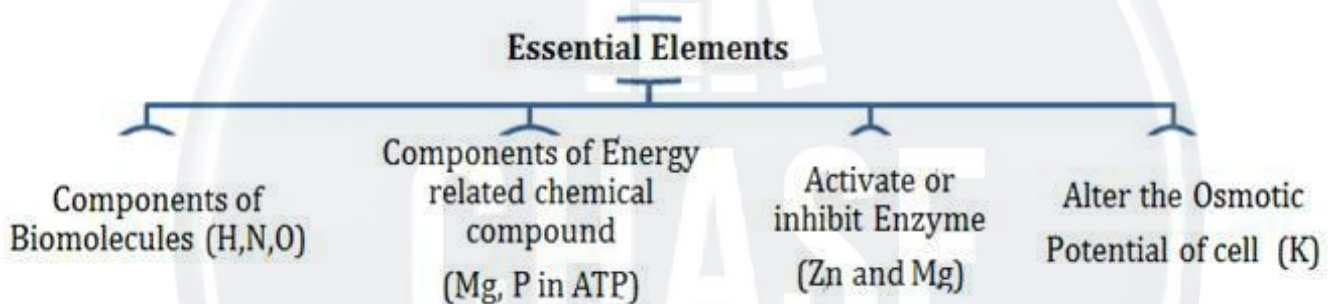 Essential Elements
Components of
Biomolecules (H,N,O)
Components of Energy
related chemical
compound
(Mg, P in ATP)
Activate or
inhibit Enzyme
(Zn and Mg)
Alter the Osmotic
Potential of cell (K)